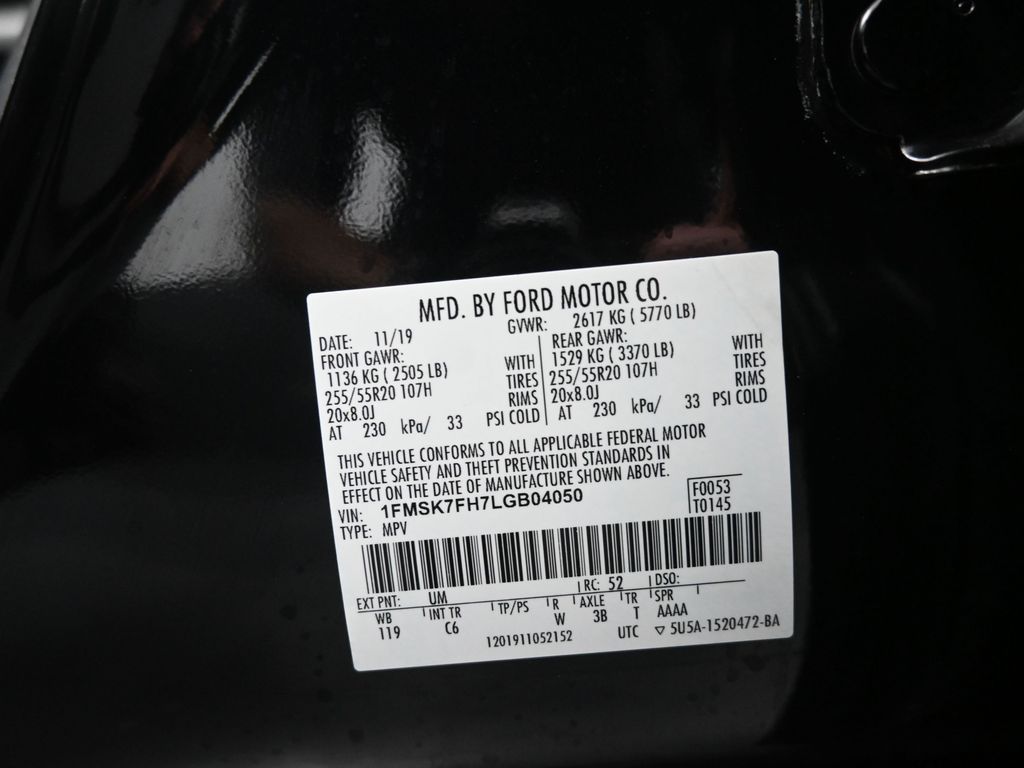 MFD. BY FORD MOTOR CO.
DATE: 11/19 GVWR: 2617 KG ( 5770 LB)
FRONT GAWR: REAR GAWR:
1136 KG ( 2505 LB) WITH 1529 KG ( 3370 LB) WITH
255/55R20 107H TIRES 255/55R20 107H TIRES
20x8.0J RIMS 20x8.0J RIMS
AT 230 kPa/ 33 PSI COLD AT 230 kPa/ 33 PSI COLD
THIS VEHICLE CONFORMS TO ALL APPLICABLE FEDERAL MOTOR
VEHICLE SAFETY AND THEFT PREVENTION STANDARDS IN
EFFECT ON THE DATE OF MANUFACTURE SHOWN ABOVE.
VIN: 1FMSK7FH7LGB04050 F0053
TYPE: MPV T0145
EXT PNT: UM RC: 52 DSO:
WB INT TR TP/PS R AXLE TR SPR
119 C6 W 3B T AAAA
1201911052152 UTC ▽ 5U5A-1520472-BA